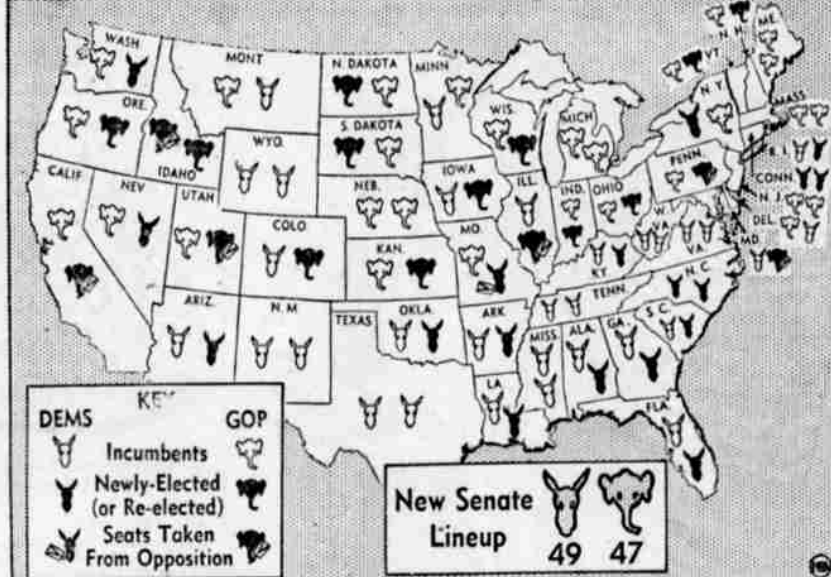 WASH.
MONT
N. DAKOTA
MINN
N. H.
ME.
VT.
ORE.
IDAHO
S. DAKOTA
WIS.
MICH
N.Y.
MASS
WYO.
IOWA
PENN.
R. I.
CONN.
N. J.
DEL.
MD.
CALIF
NEV
UTAH
NEB.
ILL.
IND.
OHIO
W. VA.
VA.
COLO
KAN.
MO.
KY
N. C.
TENN.
S. C.
ARIZ.
N. M
TEXAS
OKLA.
ARK
MISS.
ALA.
GA.
LA
FLA.
KEY
DEMS GOP
Incumbents
Newly-Elected
(or Re-elected)
Seats Taken
From Opposition
New Senate
Lineup
49 47